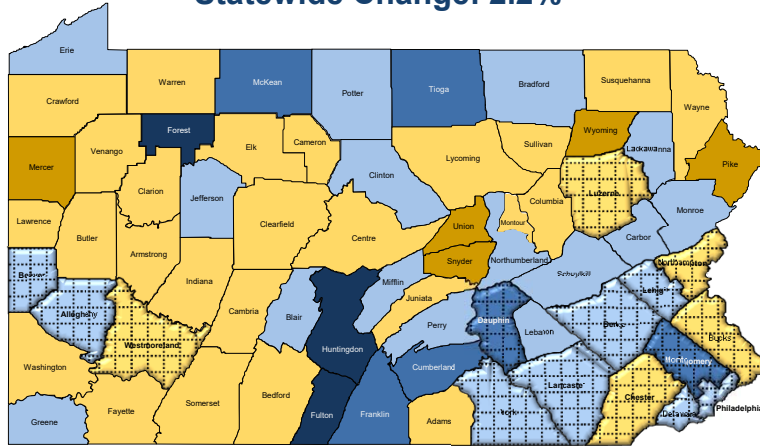 Statewide Change: 2.2%
Erie
Warren
McKean
Potter
Tioga
Bradford
Susquehanna
Wayne
Crawford
Forest
Wyoming
Lackawanna
Pike
Mercer
Venango
Elk
Cameron
Sullivan
Lycoming
Clinton
Clarion
Jefferson
Luzerne
Columbia
Monroe
Lawrence
Butler
Clearfield
Centre
Union
Montour
Carbor
Armstrong
Snyder
Northumberland
Schuylkill
Northampton
Beaver
Indiana
Mifflin
Juniata
Lehigh
Allegheny
Cambria
Blair
Perry
Dauphin
Lebanon
Berks
Bucks
Westmoreland
Huntingdon
Montgomery
Washington
Cumberland
Lancaster
Somerset
Bedford
Chester
Philadelphia
Greene
Fayette
Fulton
Franklin
Adams
York
Delaware